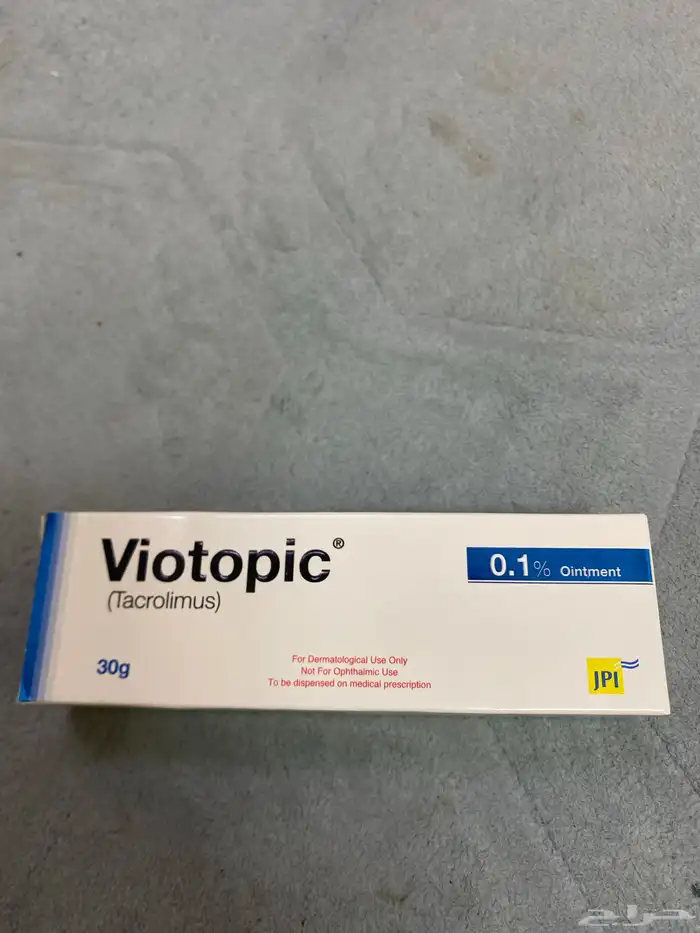 Viotopic®
(Tacrolimus)
0.1% Ointment
30g
For Dermatological Use Only
Not For Ophthalmic Use
To be dispensed on medical prescription
JPI
حراج